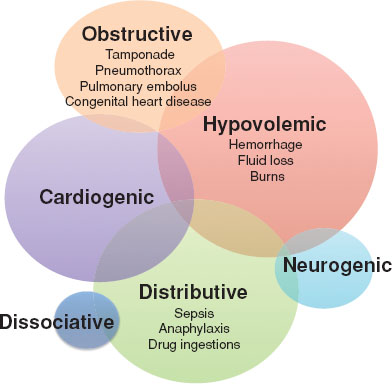 Obstructive
Tamponade
Pneumothorax
Pulmonary embolus
Congenital heart disease
Hypovolemic
Hemorrhage
Fluid loss
Burns
Cardiogenic
Neurogenic
Distributive
Sepsis
Anaphylaxis
Drug ingestions
Dissociative